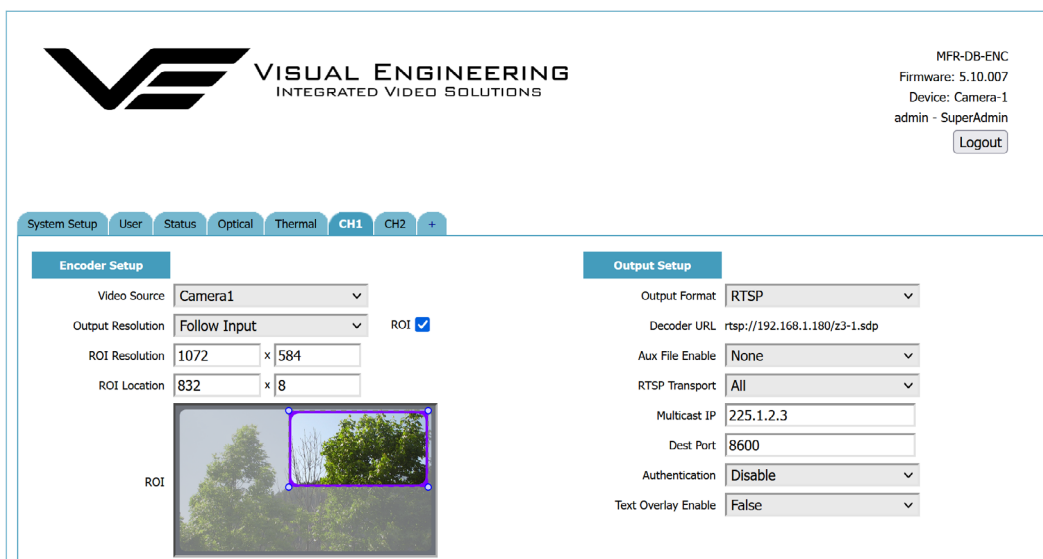 VISUAL ENGINEERING
INTEGRATED VIDEO SOLUTIONS
MFR-DB-ENC
Firmware: 5.10.007
Device: Camera-1
admin - SuperAdmin
Logout
System Setup User Status Optical Thermal CH1 CH2 +
Encoder Setup
Video Source Camera1
Output Resolution Follow Input ROI
ROI Resolution 1072 x 584
ROI Location 832 x 8
ROI
Output Setup
Output Format RTSP
Decoder URL rtsp://192.168.1.180/z3-1.sdp
Aux File Enable None
RTSP Transport All
Multicast IP 225.1.2.3
Dest Port 8600
Authentication Disable
Text Overlay Enable False